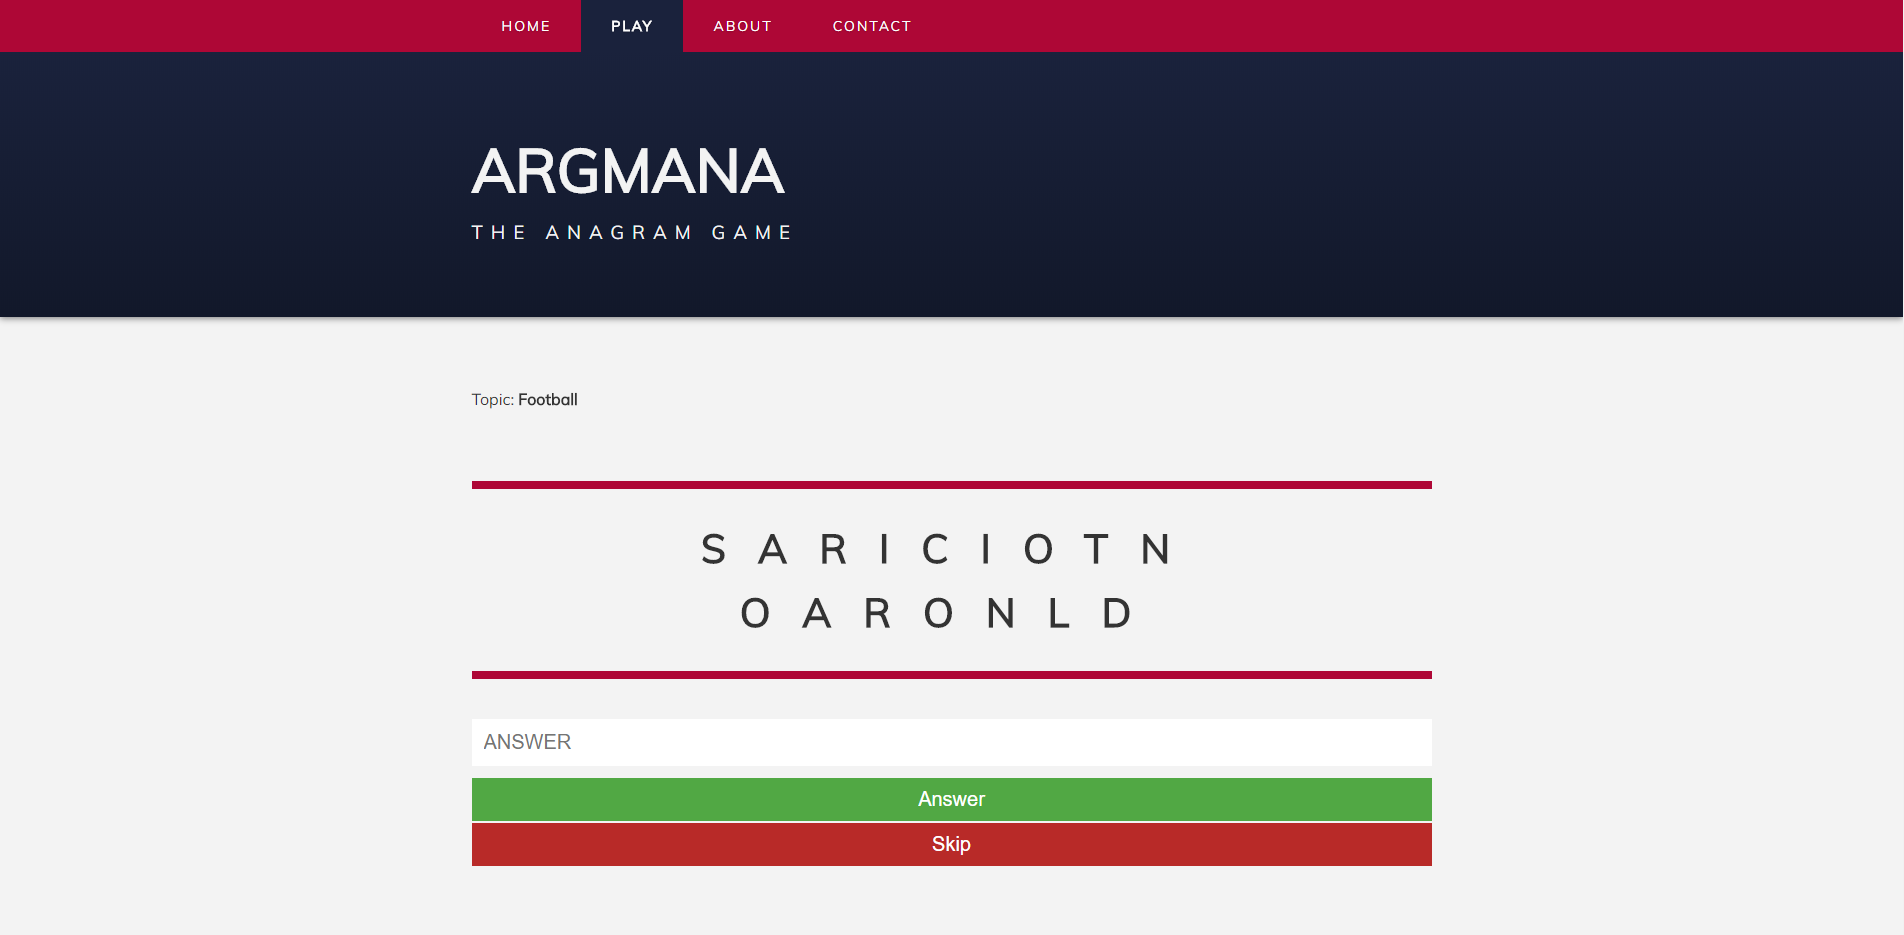 HOME PLAY ABOUT CONTACT
ARGMANA
THE ANAGRAM GAME
Topic: Football
S A R I C I O T N
O A R O N L D
ANSWER
Answer
Skip